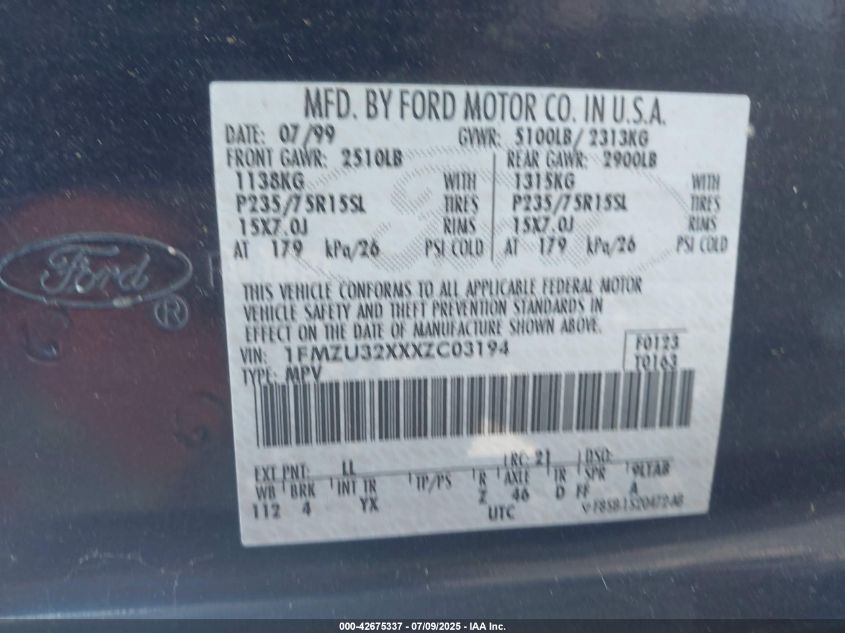 MFD. BY FORD MOTOR CO. IN U.S.A.
DATE: 07/99 GVWR: 5100LB/2313KG
FRONT GAWR: 2510LB REAR GAWR: 2900LB
1138KG WITH 1315KG WITH
P235/75R15SL TIRES P235/75R15SL TIRES
15X7.0J RIMS 15X7.0J RIMS
AT 179 kPa/26 PSI COLD AT 179 kPa/26 PSI COLD
Ford
®
THIS VEHICLE CONFORMS TO ALL APPLICABLE FEDERAL MOTOR
VEHICLE SAFETY AND THEFT PREVENTION STANDARDS IN
EFFECT ON THE DATE OF MANUFACTURE SHOWN ABOVE.
VIN: 1FMZU32XXXZC03194 F0123
TYPE: MPV T0163
EXT PNT: LL RC: 21 DSO:
WB BRK INT TR TP/PS R AXLE TR SPR 9LTAB
112 4 YX Z 46 D FF A
UTC
000-42675337 / 07/09/2025 - IAA Inc.